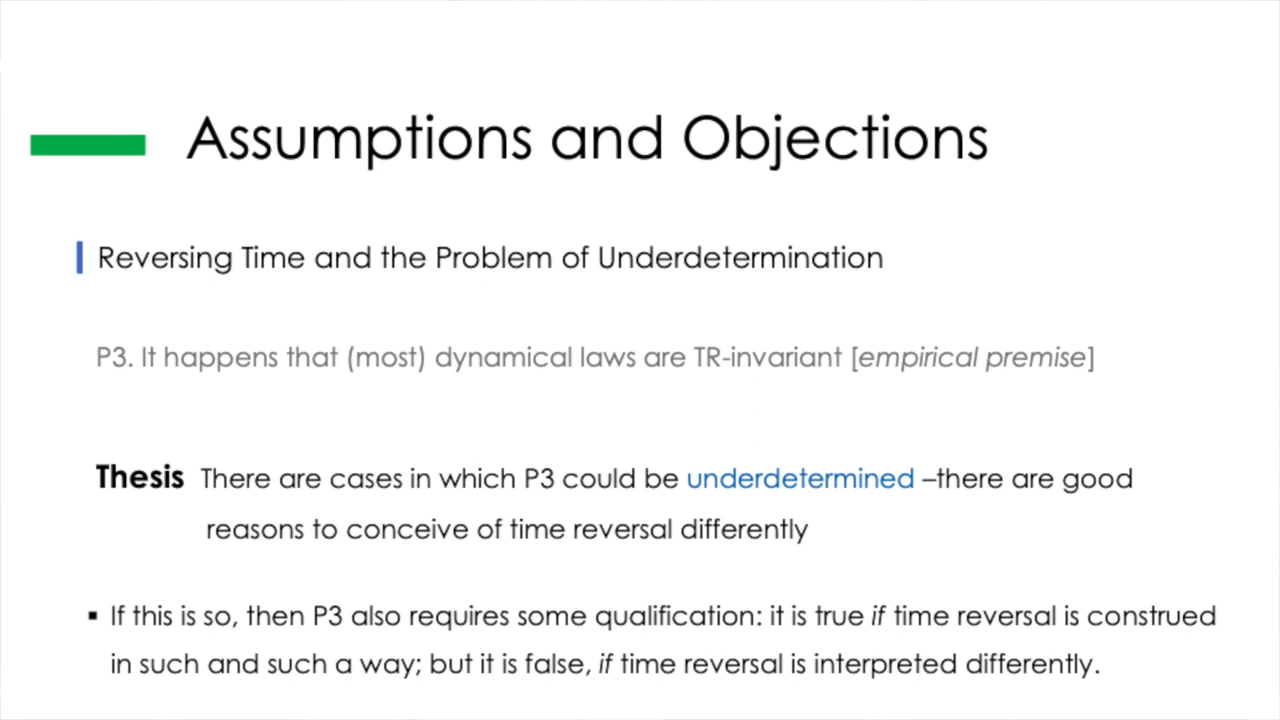 Assumptions and Objections
Reversing Time and the Problem of Underdetermination
P3. It happens that (most) dynamical laws are TR-invariant [empirical premise]
Thesis There are cases in which P3 could be underdetermined –there are good
reasons to conceive of time reversal differently
▪ If this is so, then P3 also requires some qualification: it is true if time reversal is construed
in such and such a way; but it is false, if time reversal is interpreted differently.